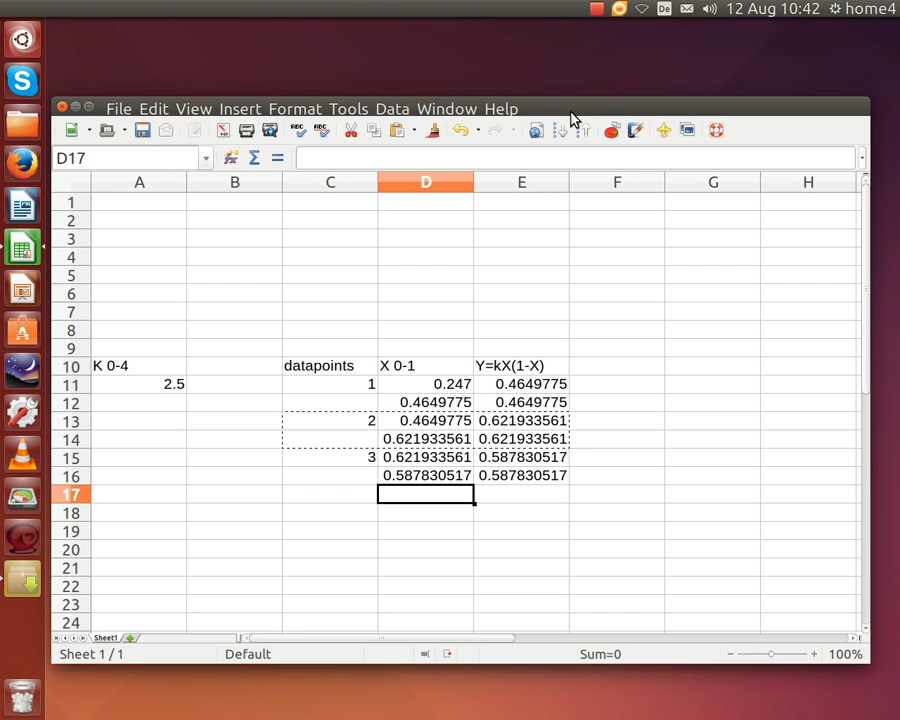 De 12 Aug 10:42 home4
File Edit View Insert Format Tools Data Window Help
D17
A B C D E F G H
1
2
3
4
5
6
7
8
9
10 K 0-4 datapoints X 0-1 Y=kX(1-X)
11 2.5 1 0.247 0.4649775
12 0.4649775 0.4649775
13 2 0.4649775 0.621933561
14 0.621933561 0.621933561
15 3 0.621933561 0.587830517
16 0.587830517 0.587830517
17
18
19
20
21
22
23
24
Sheet1
Sheet 1 / 1 Default Sum=0 100%